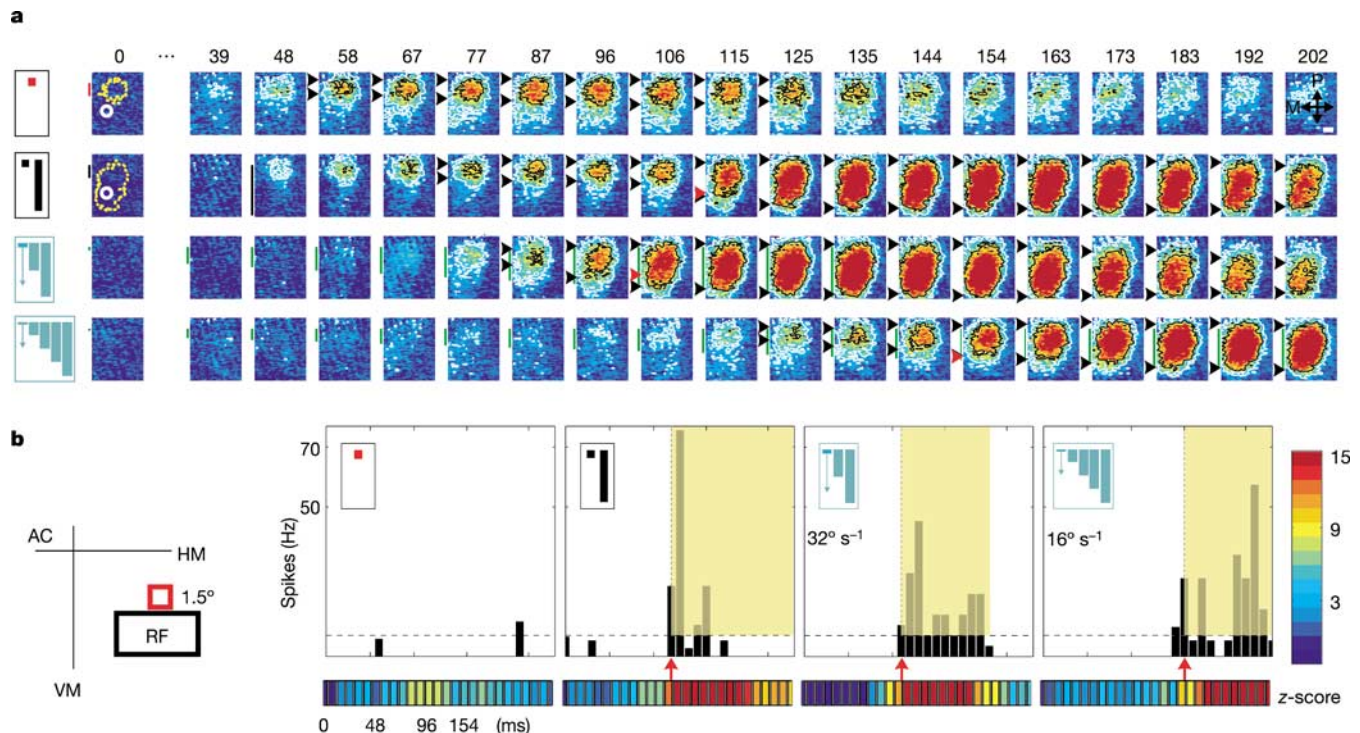 a
0 ... 39 48 58 67 77 87 96 106 115 125 135 144 154 163 173 183 192 202
P
M
b
AC
HM
1.5°
RF
VM
Spikes (Hz)
70
50
32° s⁻¹
16° s⁻¹
15
9
3
z-score
0 48 96 154 (ms)